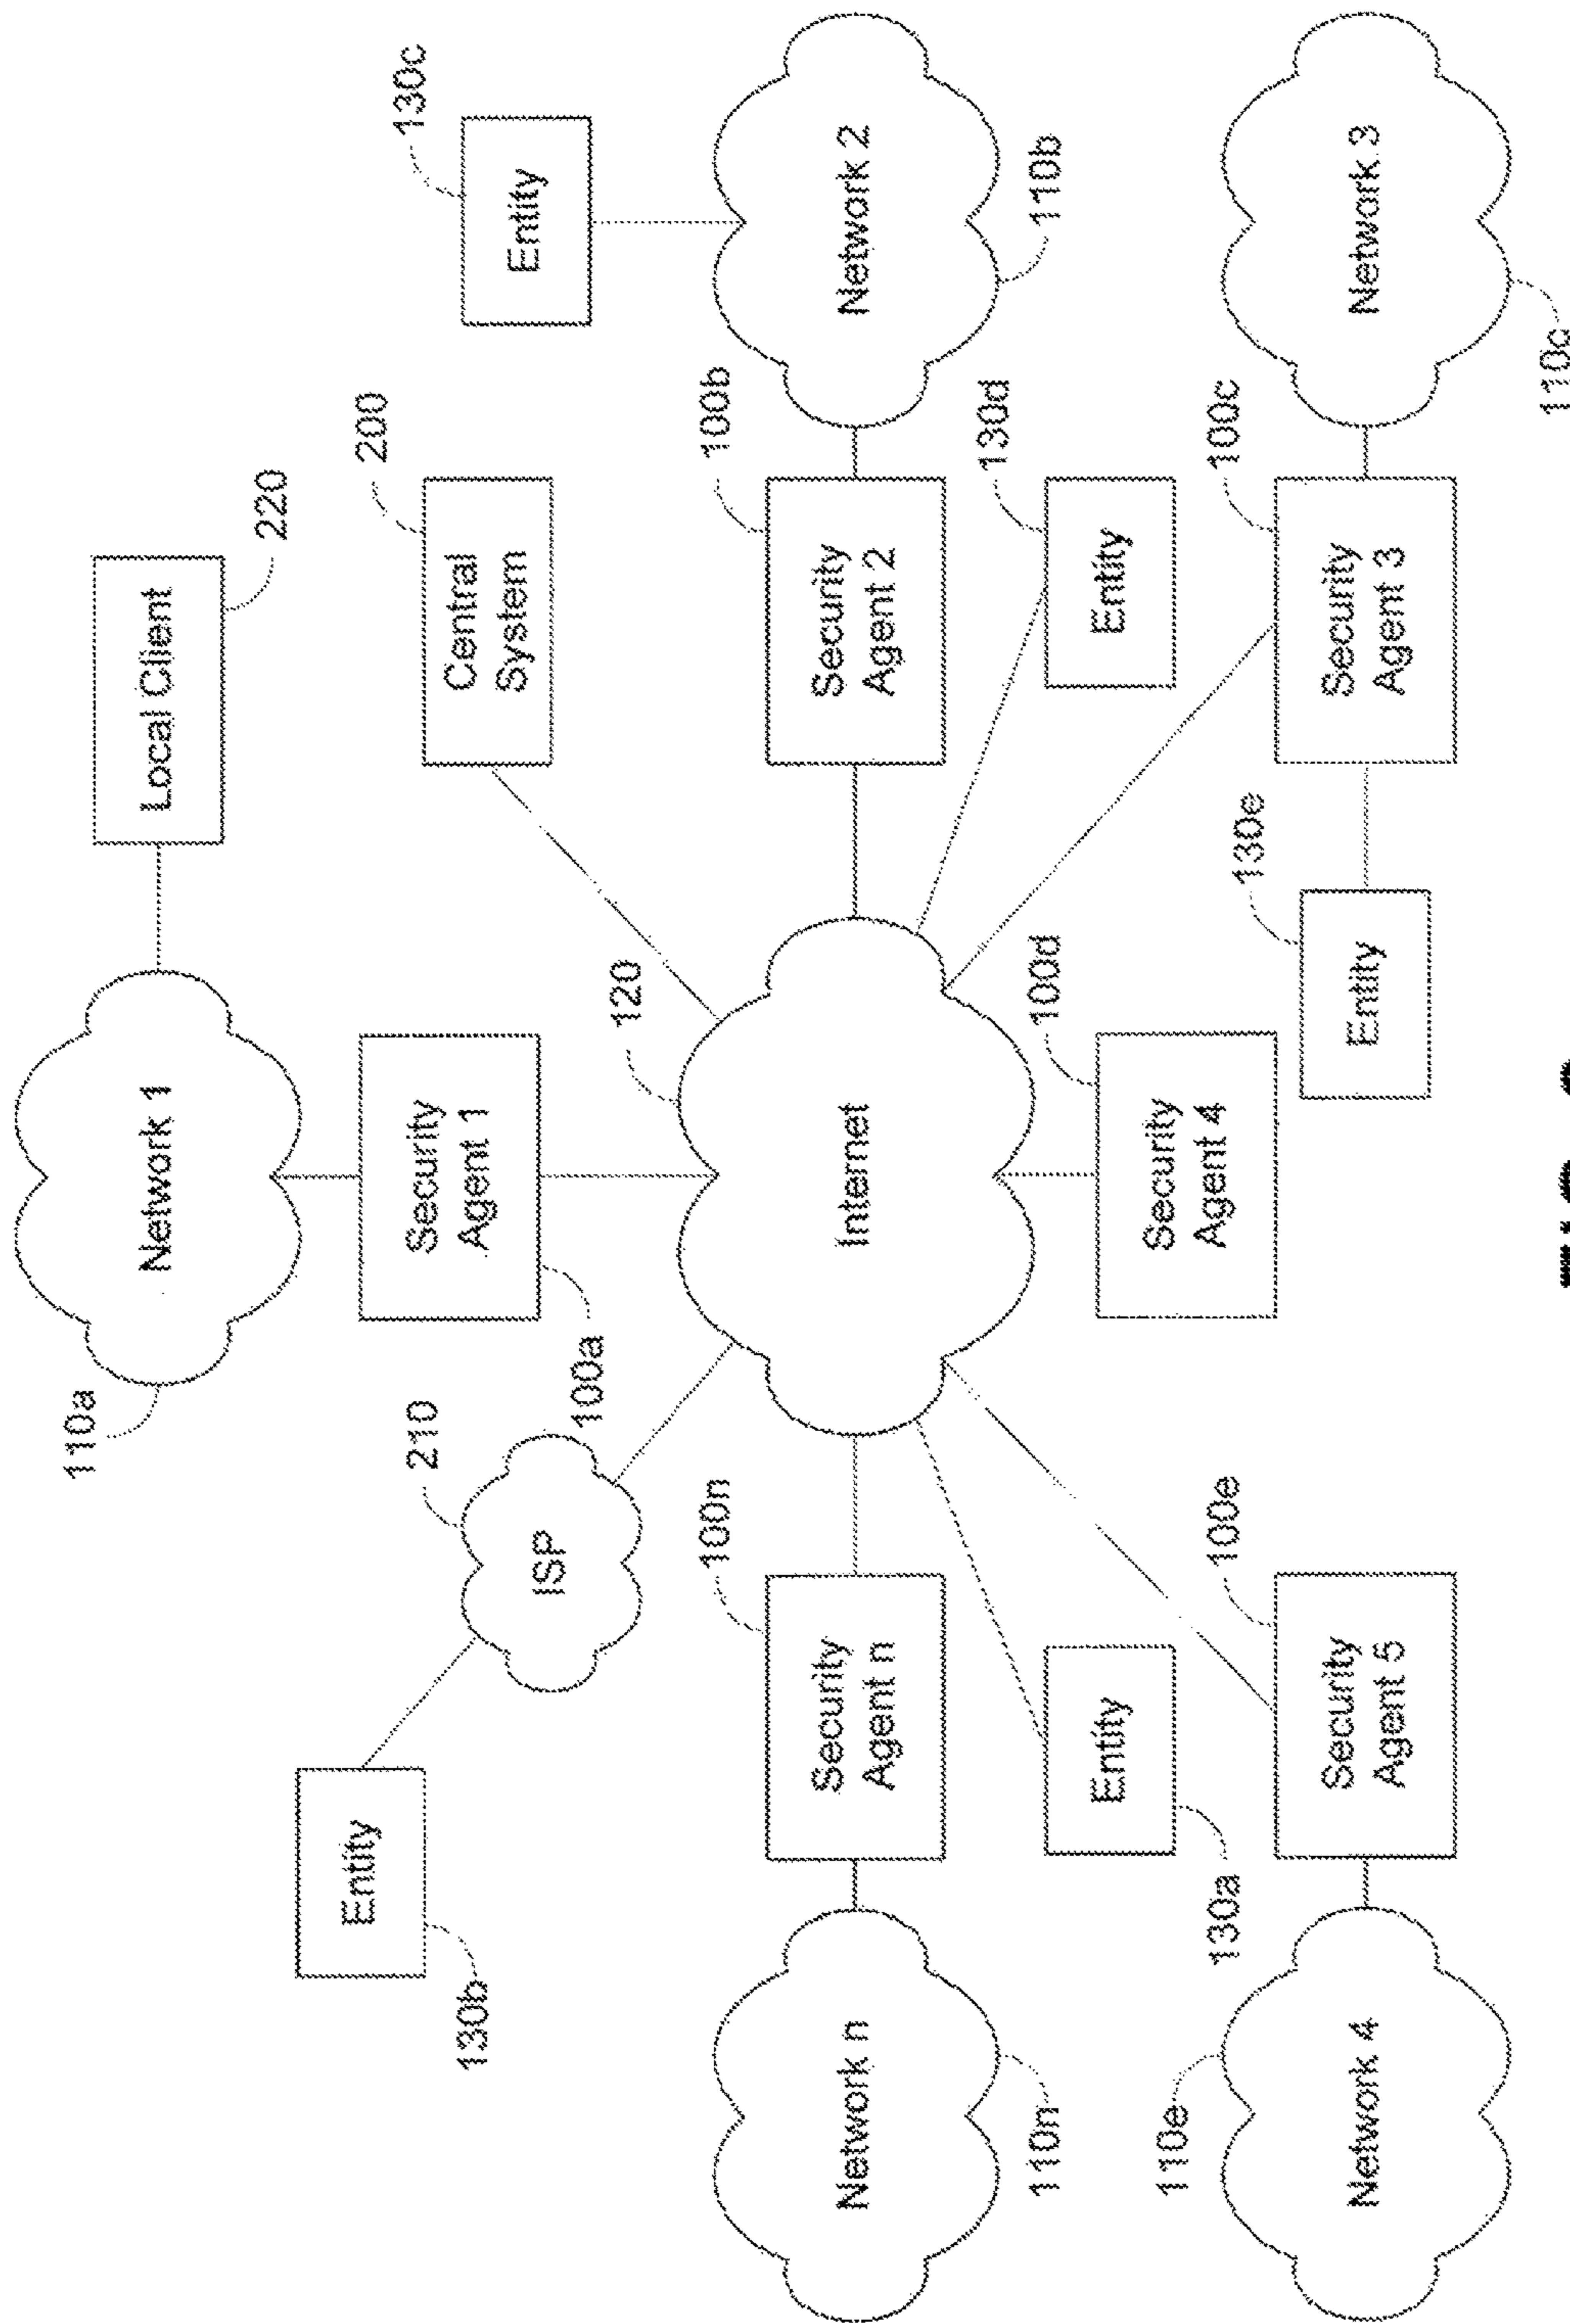 110a
Network 1
Local Client
220
Entity
130b
210
ISP
Security
Agent 1
100a
200
Central
System
130c
Entity
120
Internet
100n
Security
Agent n
Network n
110n
100b
Security
Agent 2
Network 2
110b
130d
Entity
Entity
130a
100d
Security
Agent 4
110e
Network 4
100e
Security
Agent 5
130e
Entity
100c
Security
Agent 3
Network 3
110c